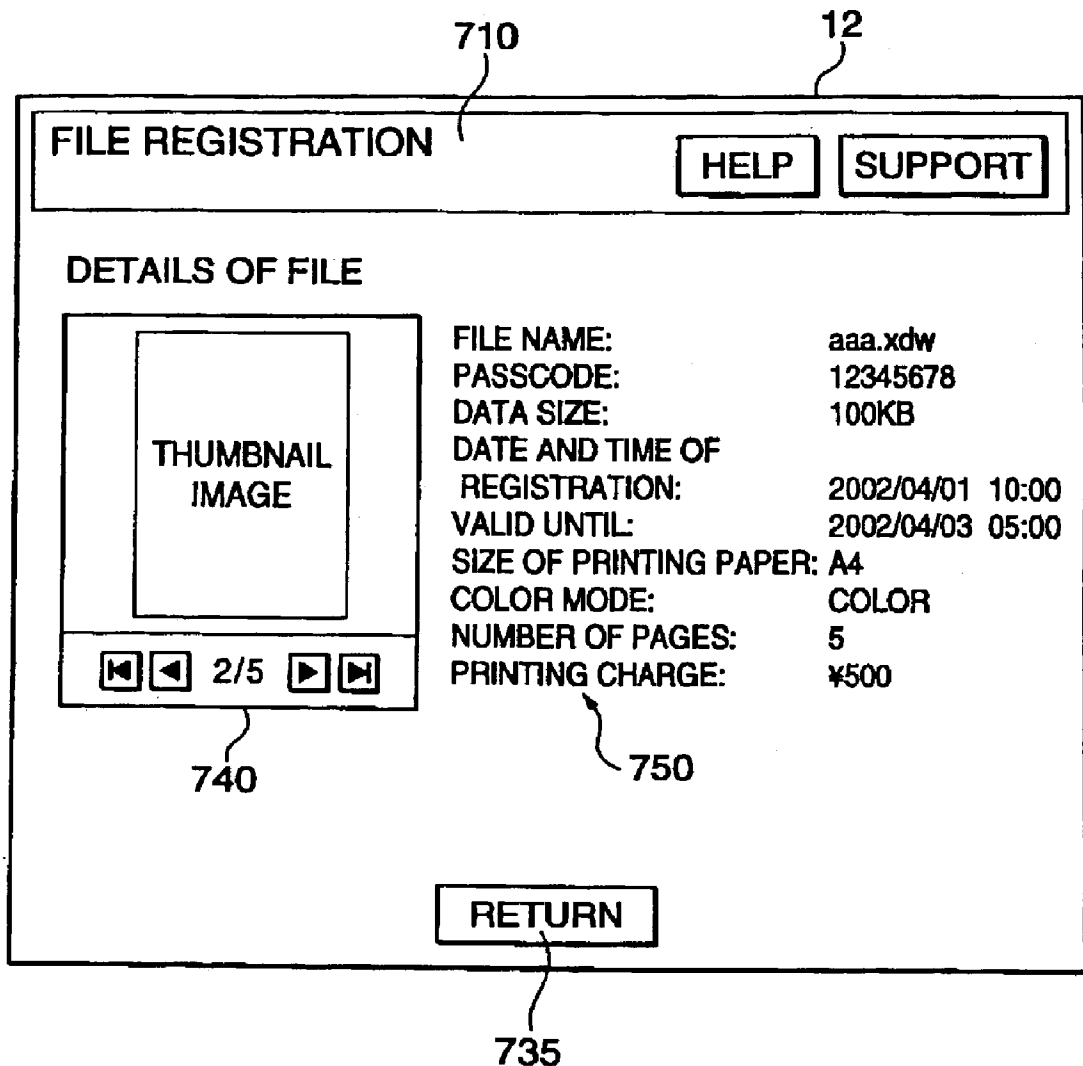 710
12
FILE REGISTRATION
HELP
SUPPORT
DETAILS OF FILE
THUMBNAIL
IMAGE
2/5
740
FILE NAME: aaa.xdw
PASSCODE: 12345678
DATA SIZE: 100KB
DATE AND TIME OF
REGISTRATION: 2002/04/01 10:00
VALID UNTIL: 2002/04/03 05:00
SIZE OF PRINTING PAPER: A4
COLOR MODE: COLOR
NUMBER OF PAGES: 5
PRINTING CHARGE: ¥500
750
RETURN
735